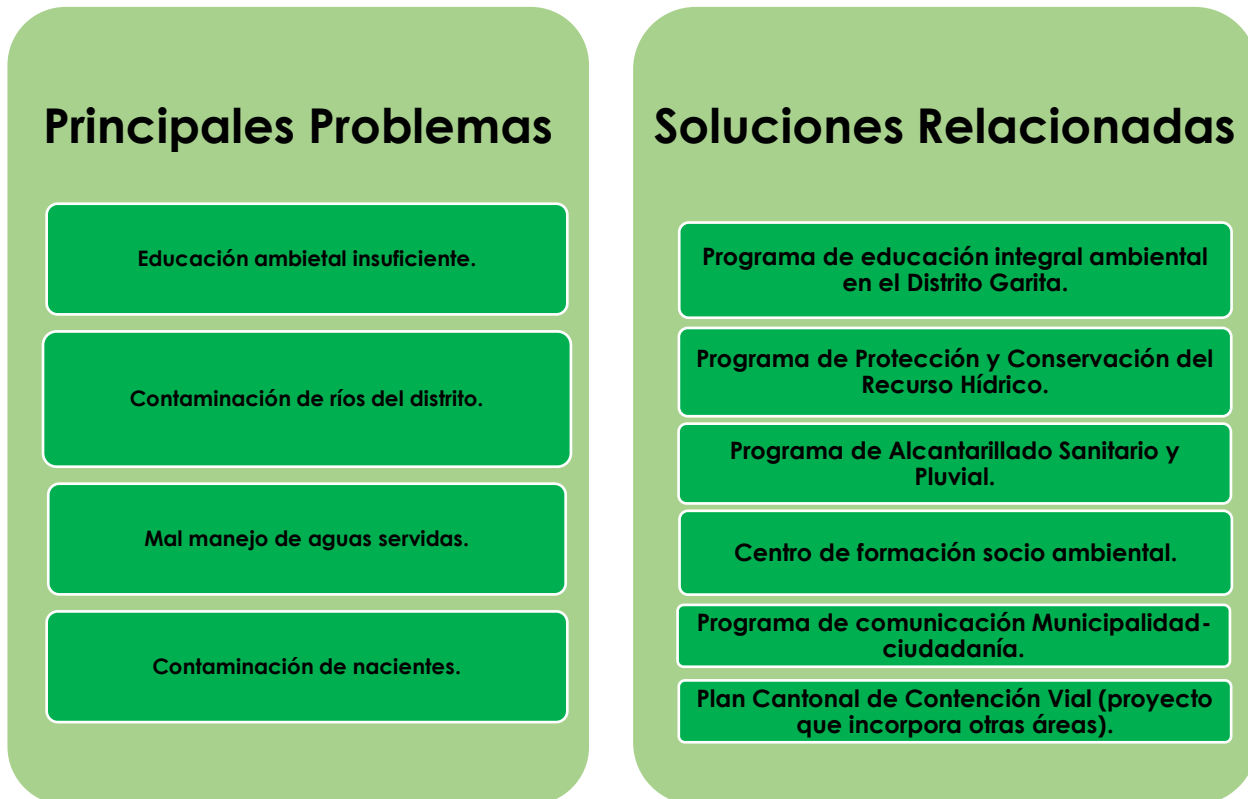 Principales Problemas
Educación ambietal insuficiente.
Contaminación de ríos del distrito.
Mal manejo de aguas servidas.
Contaminación de nacientes.
Soluciones Relacionadas
Programa de educación integral ambiental
en el Distrito Garita.
Programa de Protección y Conservación del
Recurso Hídrico.
Programa de Alcantarillado Sanitario y
Pluvial.
Centro de formación socio ambiental.
Programa de comunicación Municipalidad-
ciudadanía.
Plan Cantonal de Contención Vial (proyecto
que incorpora otras áreas).